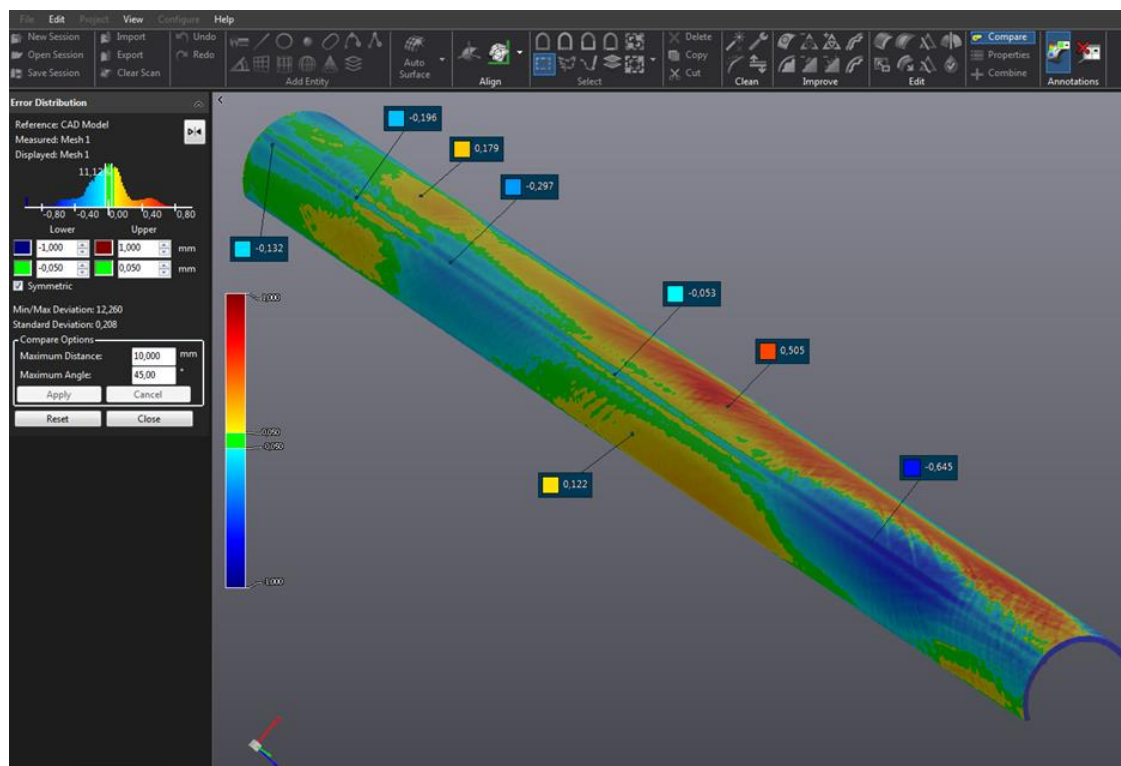 File Edit Project View Configure Help
New Session Import Undo
Open Session Export Redo
Save Session Clear Scan
Auto
Surface
Delete
Copy
Cut
Compare
Properties
Combine
Add Entity Align Select Clean Improve Edit Annotations
Error Distribution
Reference: CAD Model
Measured: Mesh 1
Displayed: Mesh 1
-0,80 -0,40 0,00 0,40 0,80
Lower Upper
-1,000 1,000 mm
-0,050 0,050 mm
Symmetric
Min/Max Deviation: 12,260
Standard Deviation: 0,208
Compare Options
Maximum Distance: 10,000 mm
Maximum Angle: 45,00 °
Apply Cancel
Reset Close
-0,196
0,179
-0,297
-0,132
-0,053
0,505
-0,645
0,122
1,000
0,050
-0,050
-1,000